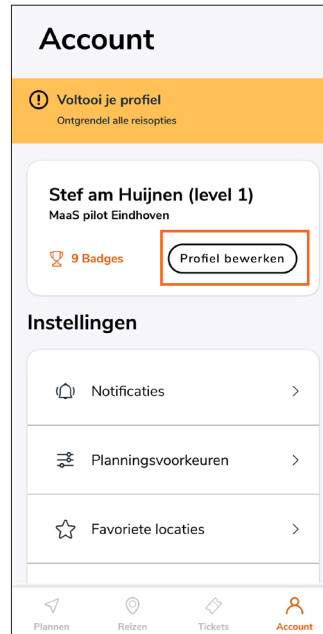 Account
Voltooi je profiel
Ontgrendel alle reisopties
Stef am Huijnen (level 1)
MaaS pilot Eindhoven
9 Badges
Profiel bewerken
Instellingen
Notificaties
Planningsvoorkeuren
Favoriete locaties
Plannen
Reizen
Tickets
Account